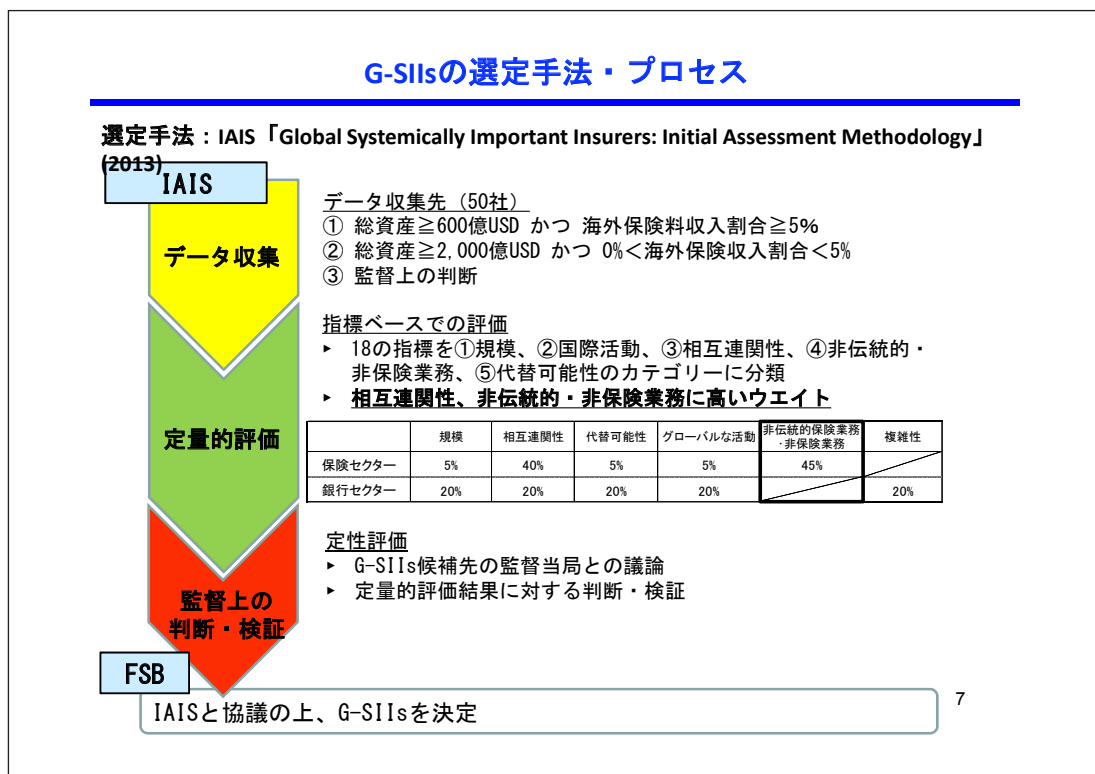 G-SIIsの選定手法・プロセス
選定手法：IAIS「Global Systemically Important Insurers: Initial Assessment Methodology」
(2013)
IAIS
データ収集
データ収集先（50社）
① 総資産≧600億USD かつ 海外保険料収入割合≧5%
② 総資産≧2,000億USD かつ 0%＜海外保険収入割合＜5%
③ 監督上の判断
定量的評価
指標ベースでの評価
▸ 18の指標を①規模、②国際活動、③相互連関性、④非伝統的・
非保険業務、⑤代替可能性のカテゴリーに分類
▸ 相互連関性、非伝統的・非保険業務に高いウエイト
規模 相互連関性 代替可能性 グローバルな活動 非伝統的保険業務・非保険業務 複雑性
保険セクター 5% 40% 5% 5% 45%
銀行セクター 20% 20% 20% 20% 20%
監督上の
判断・検証
定性評価
▸ G-SIIs候補先の監督当局との議論
▸ 定量的評価結果に対する判断・検証
FSB
IAISと協議の上、G-SIIsを決定
7